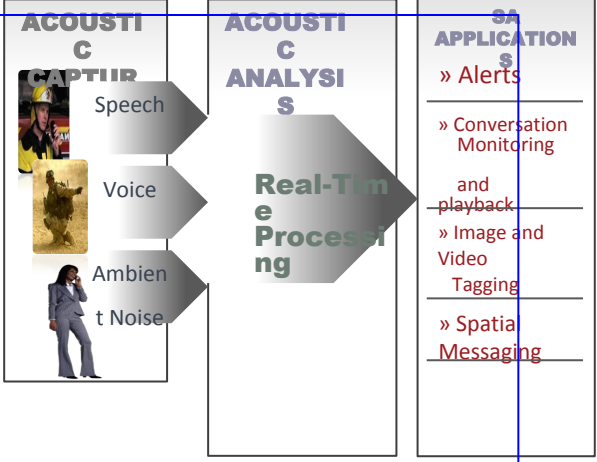 ACOUSTI
C
CAPTUR
Speech
Voice
Ambien
t Noise
ACOUSTI
C
ANALYSI
S
Real-Tim
e
Processi
ng
SA
APPLICATION
S
» Alerts
» Conversation
Monitoring
and
playback
» Image and
Video
Tagging
» Spatial
Messaging